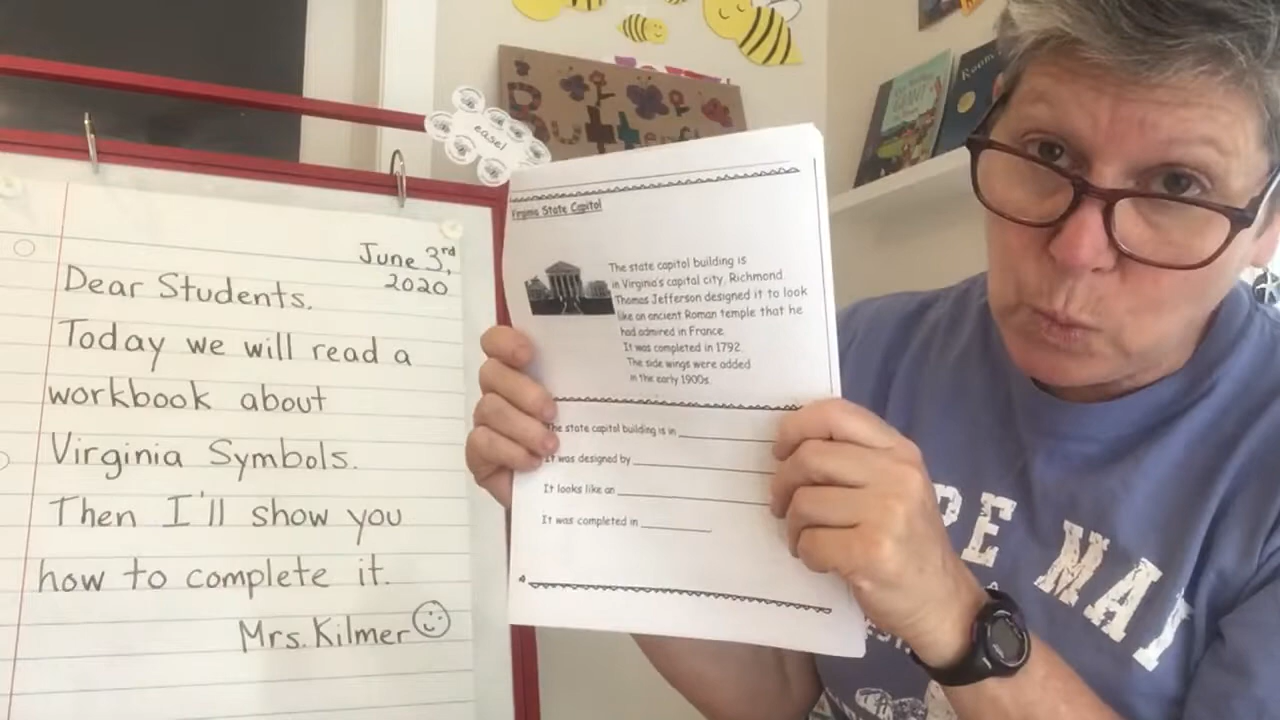 June 3rd,
2020
Dear Students,
Today we will read a
workbook about
Virginia Symbols.
Then I'll show you
how to complete it.
Mrs. Kilmer
easel
Virginia State Capitol
The state capitol building is
in Virginia's capital city, Richmond.
Thomas Jefferson designed it to look
like an ancient Roman temple that he
had admired in France.
It was completed in 1792.
The side wings were added
in the early 1900s.
The state capitol building is in
It was designed by
It looks like an
It was completed in
PE MAY